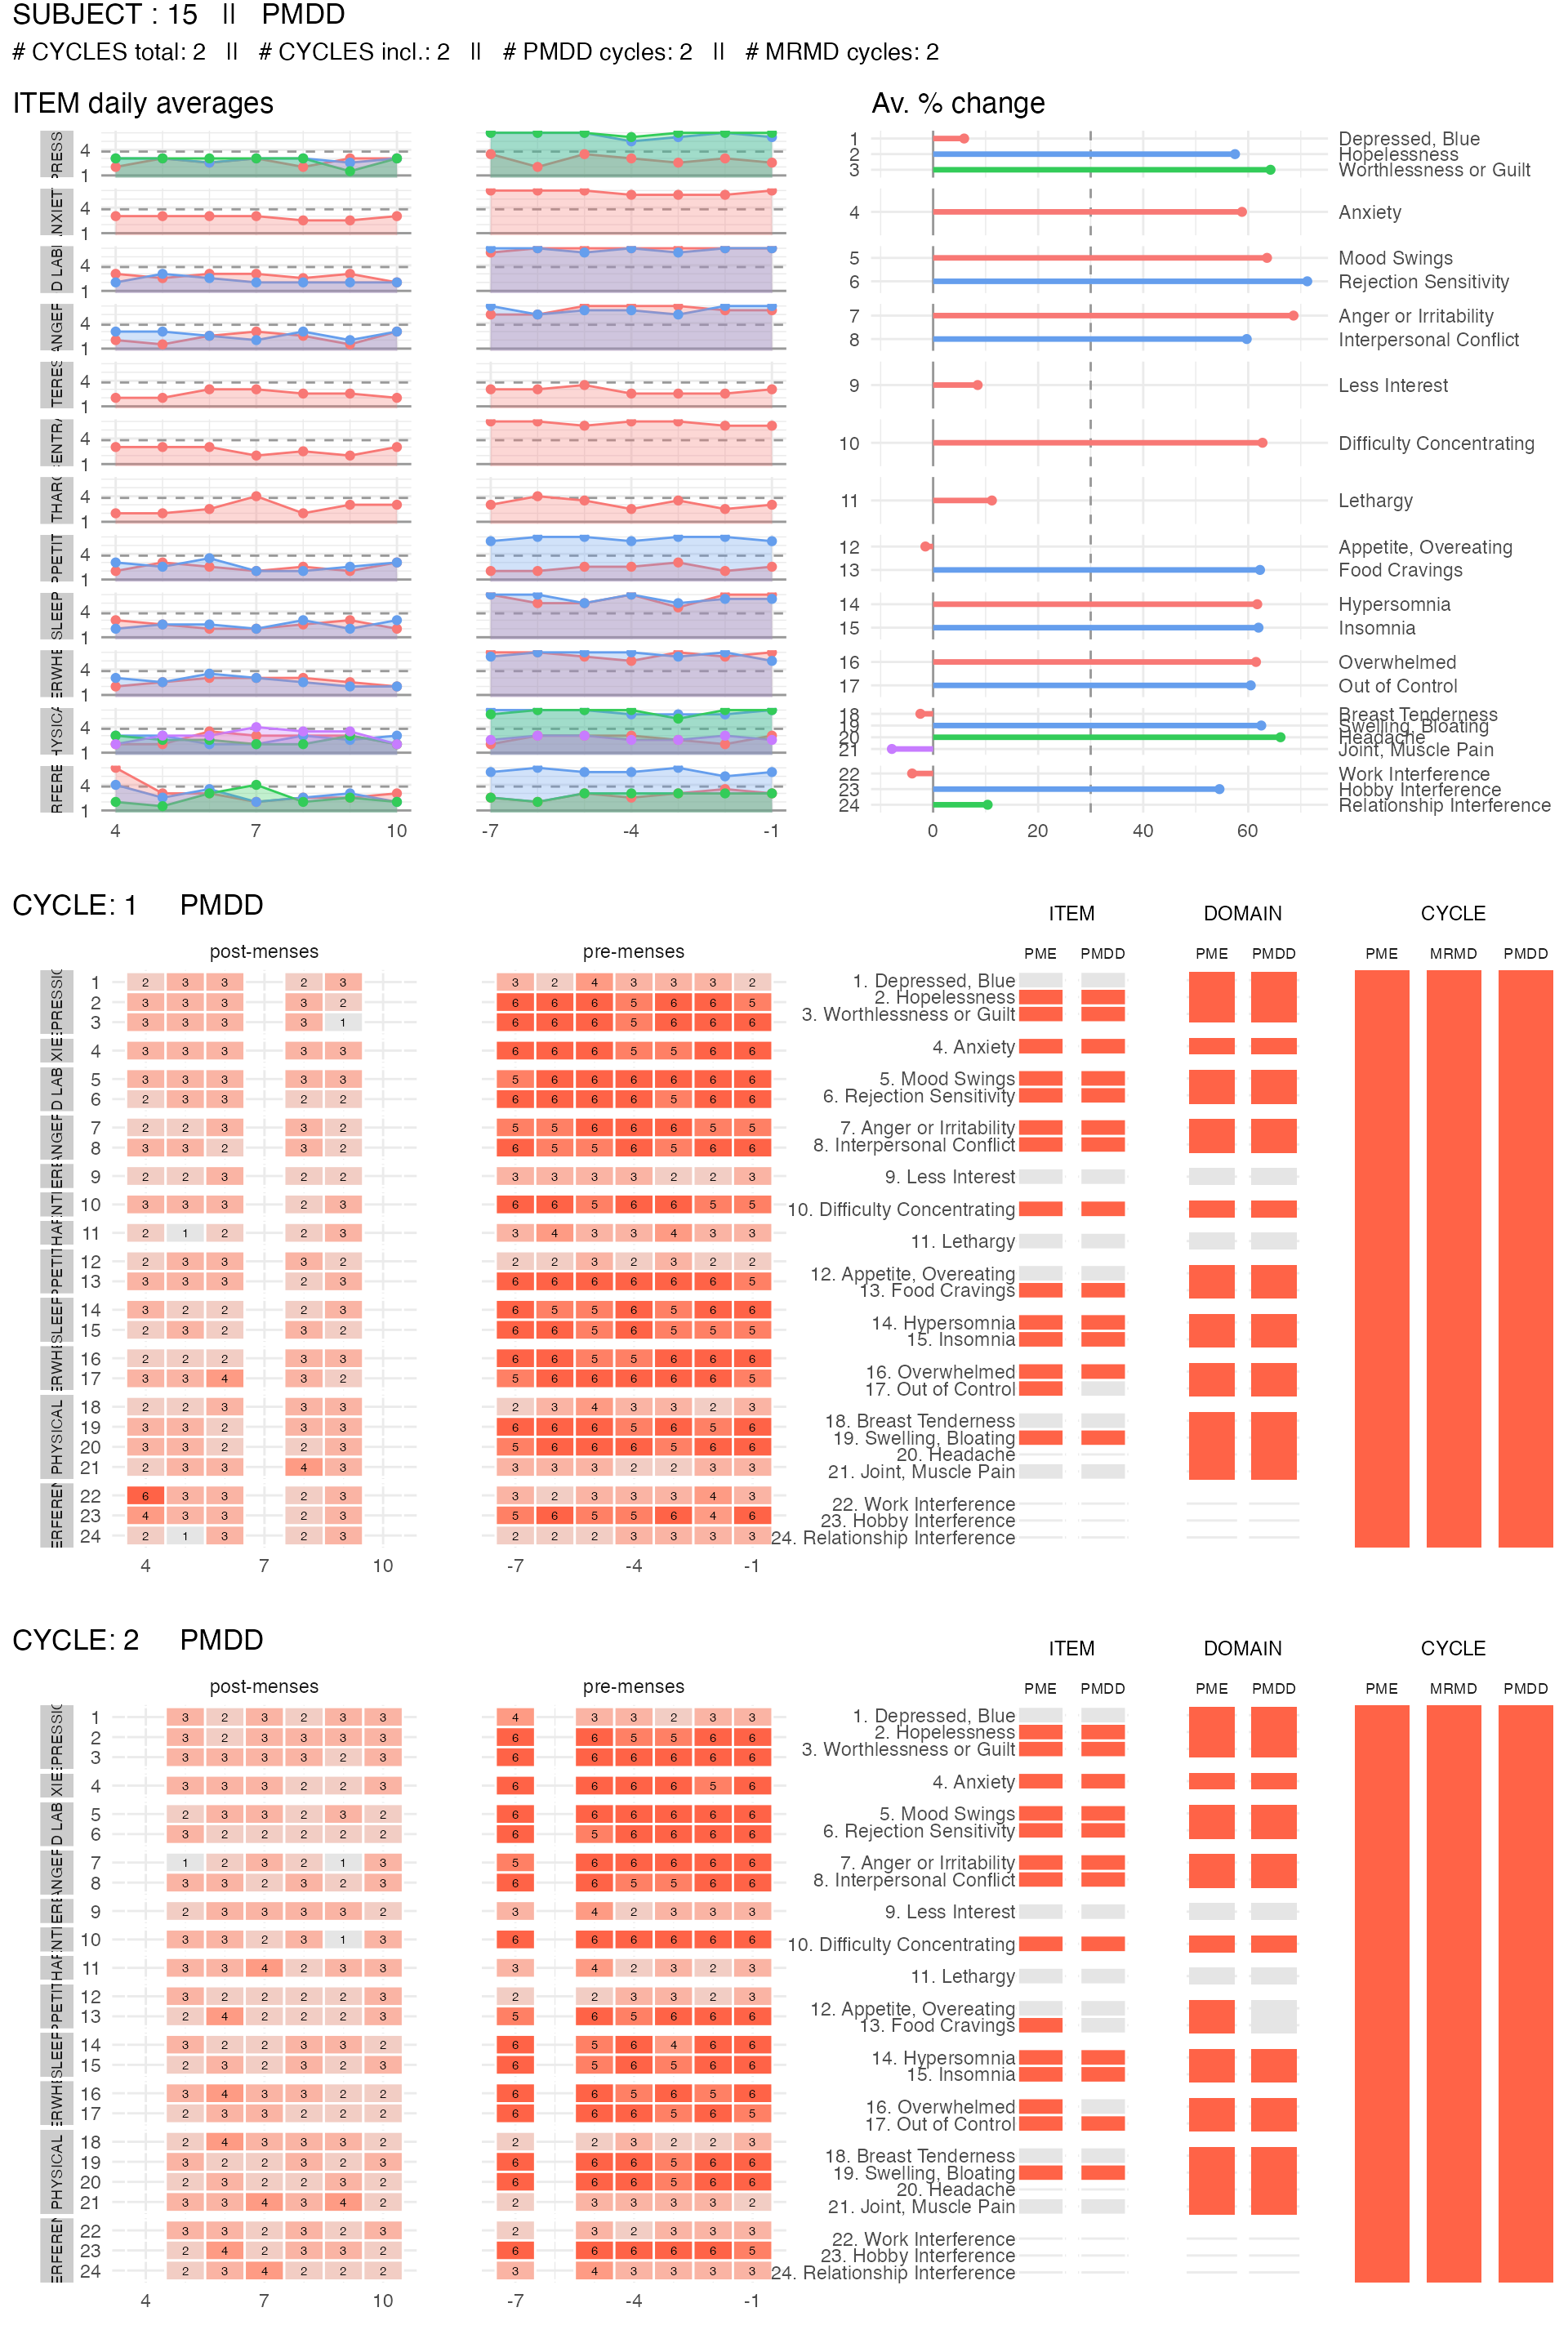 SUBJECT : 15 || PMDD
# CYCLES total: 2 || # CYCLES incl.: 2 || # PMDD cycles: 2 || # MRMD cycles: 2
ITEM daily averages
Av. % change
PRESS 4 1
NXIET 4 1
D LABI 4 1
ANGEF 4 1
TERES 4 1
ENTR 4 1
THARG 4 1
PPETIT 4 1
SLEEP 4 1
ERWHE 4 1
HYSICA 4 1
RFERE 4 1
4 7 10
-7 -4 -1
1 Depressed, Blue
2 Hopelessness
3 Worthlessness or Guilt
4 Anxiety
5 Mood Swings
6 Rejection Sensitivity
7 Anger or Irritability
8 Interpersonal Conflict
9 Less Interest
10 Difficulty Concentrating
11 Lethargy
12 Appetite, Overeating
13 Food Cravings
14 Hypersomnia
15 Insomnia
16 Overwhelmed
17 Out of Control
18 Breast Tenderness
19 Swelling, Bloating
20 Headache
21 Joint, Muscle Pain
22 Work Interference
23 Hobby Interference
24 Relationship Interference
0 20 40 60
CYCLE: 1 PMDD
ITEM DOMAIN CYCLE
post-menses pre-menses PME PMDD PME PMDD PME MRMD PMDD
1 2 3 3 2 3 3 2 4 3 3 3 2 1. Depressed, Blue
2 3 3 3 3 2 6 6 6 5 6 6 5 2. Hopelessness
3 3 3 3 3 1 6 6 6 5 6 6 6 3. Worthlessness or Guilt
4 3 3 3 3 3 6 6 6 5 5 6 6 4. Anxiety
5 3 3 3 3 3 5 6 6 6 6 6 6 5. Mood Swings
6 2 3 3 2 2 6 6 6 6 5 6 6 6. Rejection Sensitivity
7 2 2 3 3 2 5 5 6 6 6 5 5 7. Anger or Irritability
8 3 3 2 3 2 6 5 5 6 5 6 6 8. Interpersonal Conflict
9 2 2 3 2 2 3 3 3 3 2 2 3 9. Less Interest
10 3 3 3 2 3 6 6 5 6 6 5 5 10. Difficulty Concentrating
11 2 1 2 2 3 3 4 3 3 4 3 3 11. Lethargy
12 2 3 3 3 2 2 2 3 2 3 2 2 12. Appetite, Overeating
13 3 3 3 2 3 6 6 6 6 6 6 5 13. Food Cravings
14 3 2 2 2 3 6 5 5 6 5 6 6 14. Hypersomnia
15 2 3 2 3 2 6 6 5 6 5 5 5 15. Insomnia
16 2 2 2 3 3 6 6 5 5 6 6 6 16. Overwhelmed
17 3 3 4 3 2 5 6 6 6 6 6 5 17. Out of Control
18 2 2 3 3 3 2 3 4 3 3 2 3 18. Breast Tenderness
19 3 3 2 3 3 6 6 6 5 6 5 6 19. Swelling, Bloating
20 3 3 2 2 3 5 6 6 6 5 6 6 20. Headache
21 2 3 3 4 3 3 3 3 2 2 3 3 21. Joint, Muscle Pain
22 6 3 3 2 3 3 2 3 3 3 4 3 22. Work Interference
23 4 3 3 2 3 5 6 5 5 6 4 6 23. Hobby Interference
24 2 1 3 2 3 2 2 2 3 3 3 3 24. Relationship Interference
4 7 10 -7 -4 -1
CYCLE: 2 PMDD
ITEM DOMAIN CYCLE
post-menses pre-menses PME PMDD PME PMDD PME MRMD PMDD
1 3 2 3 2 3 3 4 3 3 2 3 3 1. Depressed, Blue
2 3 2 3 3 3 3 6 6 5 5 6 6 2. Hopelessness
3 3 3 3 3 2 3 6 6 6 6 6 6 3. Worthlessness or Guilt
4 3 3 3 2 2 3 6 6 6 6 5 6 4. Anxiety
5 2 3 3 2 3 2 6 6 6 6 6 6 5. Mood Swings
6 3 2 2 2 2 2 6 5 6 6 6 6 6. Rejection Sensitivity
7 1 2 3 2 1 3 5 6 6 6 6 6 7. Anger or Irritability
8 3 3 2 3 2 3 6 6 5 5 6 6 8. Interpersonal Conflict
9 2 3 3 3 3 2 3 4 2 3 3 3 9. Less Interest
10 3 3 2 3 1 3 6 6 6 6 6 6 10. Difficulty Concentrating
11 3 3 4 2 3 3 3 4 2 3 2 3 11. Lethargy
12 3 2 2 2 2 3 2 2 3 3 2 3 12. Appetite, Overeating
13 2 4 2 2 2 3 5 6 5 6 6 6 13. Food Cravings
14 3 2 2 3 3 2 6 5 6 4 6 6 14. Hypersomnia
15 2 3 2 3 2 3 6 5 6 5 6 6 15. Insomnia
16 3 4 3 3 2 2 6 6 5 6 5 6 16. Overwhelmed
17 2 3 3 2 2 2 6 6 6 5 6 5 17. Out of Control
18 2 4 3 3 3 2 2 2 3 2 2 3 18. Breast Tenderness
19 3 2 2 3 2 3 6 6 6 5 6 6 19. Swelling, Bloating
20 2 3 2 2 3 2 6 6 6 5 6 6 20. Headache
21 3 3 4 3 4 2 2 3 3 3 3 2 21. Joint, Muscle Pain
22 3 3 2 3 2 3 2 3 2 3 3 3 22. Work Interference
23 2 4 2 3 3 2 6 6 6 6 6 5 23. Hobby Interference
24 2 3 4 2 2 2 3 4 3 3 3 3 24. Relationship Interference
4 7 10 -7 -4 -1